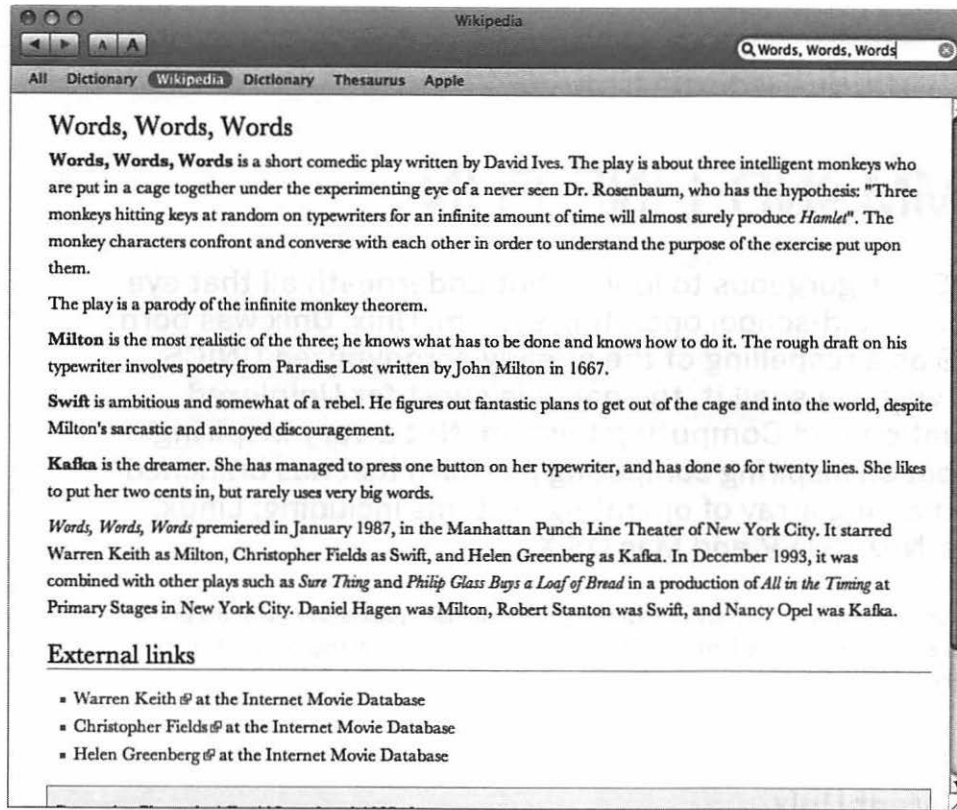 Wikipedia
A A
Words, Words, Words
All Dictionary Wikipedia Dictionary Thesaurus Apple
Words, Words, Words
Words, Words, Words is a short comedic play written by David Ives. The play is about three intelligent monkeys who
are put in a cage together under the experimenting eye of a never seen Dr. Rosenbaum, who has the hypothesis: "Three
monkeys hitting keys at random on typewriters for an infinite amount of time will almost surely produce Hamlet". The
monkey characters confront and converse with each other in order to understand the purpose of the exercise put upon
them.
The play is a parody of the infinite monkey theorem.
Milton is the most realistic of the three; he knows what has to be done and knows how to do it. The rough draft on his
typewriter involves poetry from Paradise Lost written by John Milton in 1667.
Swift is ambitious and somewhat of a rebel. He figures out fantastic plans to get out of the cage and into the world, despite
Milton's sarcastic and annoyed discouragement.
Kafka is the dreamer. She has managed to press one button on her typewriter, and has done so for twenty lines. She likes
to put her two cents in, but rarely uses very big words.
Words, Words, Words premiered in January 1987, in the Manhattan Punch Line Theater of New York City. It starred
Warren Keith as Milton, Christopher Fields as Swift, and Helen Greenberg as Kafka. In December 1993, it was
combined with other plays such as Sure Thing and Philip Glass Buys a Loaf of Bread in a production of All in the Timing at
Primary Stages in New York City. Daniel Hagen was Milton, Robert Stanton was Swift, and Nancy Opel was Kafka.
External links
Warren Keith at the Internet Movie Database
Christopher Fields at the Internet Movie Database
Helen Greenberg at the Internet Movie Database